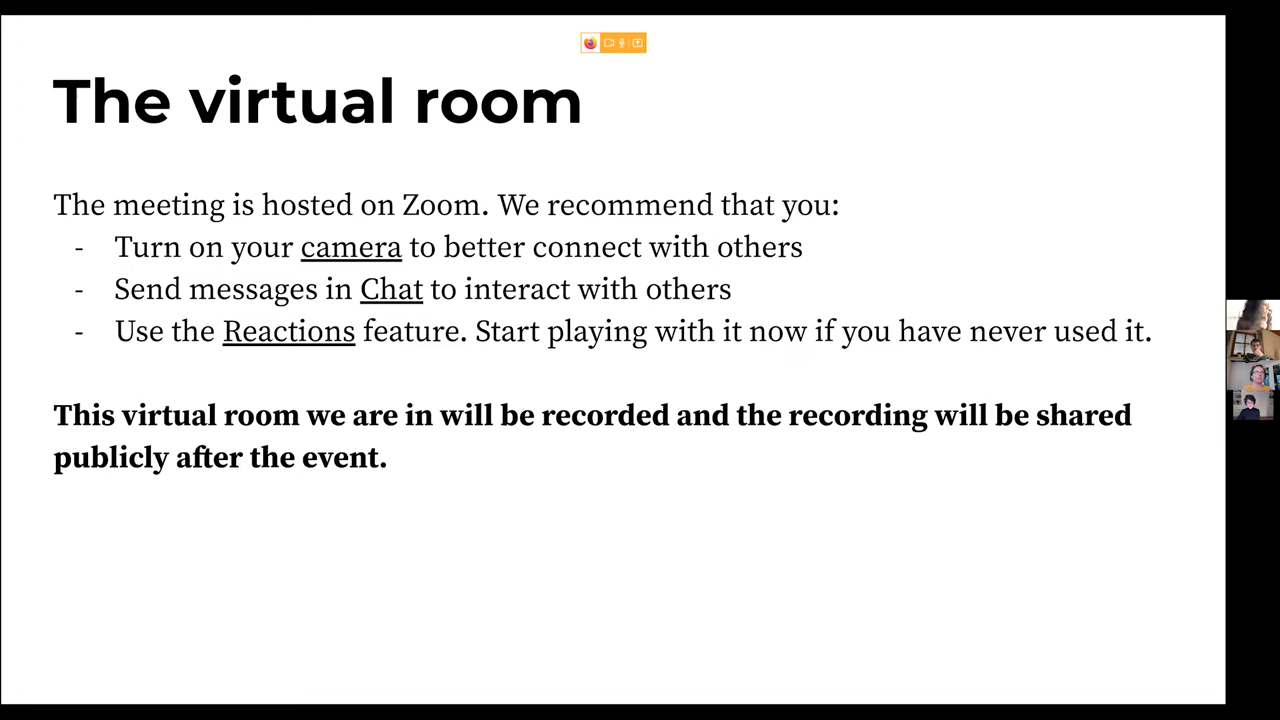 The virtual room
The meeting is hosted on Zoom. We recommend that you:
- Turn on your camera to better connect with others
- Send messages in Chat to interact with others
- Use the Reactions feature. Start playing with it now if you have never used it.
This virtual room we are in will be recorded and the recording will be shared
publicly after the event.